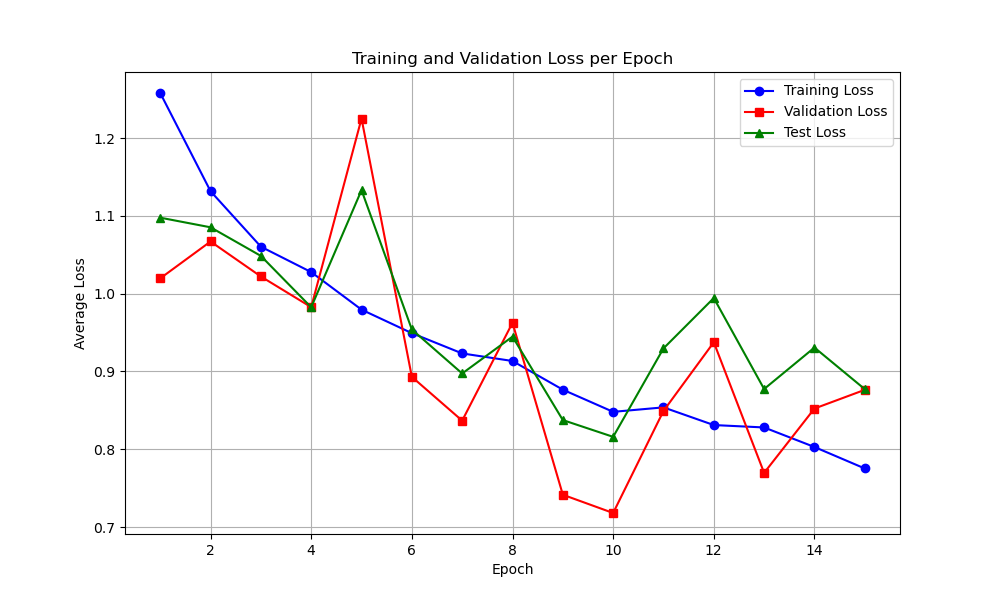 Training and Validation Loss per Epoch
Training Loss
Validation Loss
Test Loss
Average Loss
1.2
1.1
1.0
0.9
0.8
0.7
2 4 6 8 10 12 14
Epoch